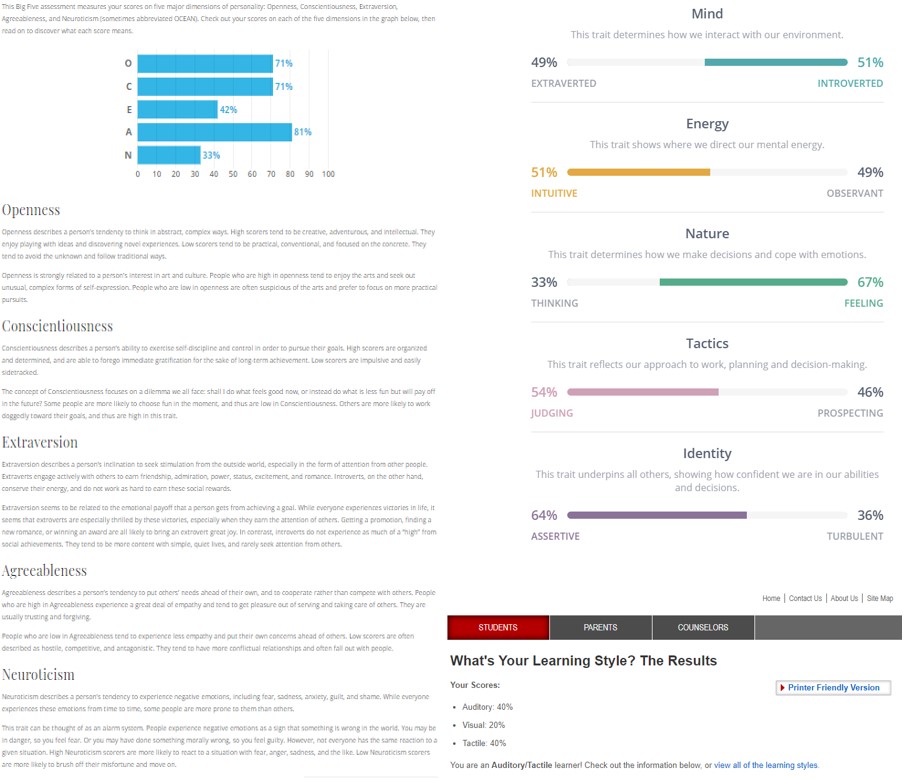 This Big Five assessment measures your scores on five major dimensions of personality: Openness, Conscientiousness, Extraversion,
Agreeableness, and Neuroticism (sometimes abbreviated OCEAN). Check out your scores on each of the five dimensions in the graph below, then
read on to discover what each score means.
O 71%
C 71%
E 42%
A 81%
N 33%
0 10 20 30 40 50 60 70 80 90 100
Openness
Openness describes a person's tendency to think in abstract, complex ways. High scorers tend to be creative, adventurous, and intellectual. They
enjoy playing with ideas and discovering novel experiences. Low scorers tend to be practical, conventional, and focused on the concrete. They
tend to avoid the unknown and follow traditional ways.
Openness is strongly related to a person's interest in art and culture. People who are high in openness tend to enjoy the arts and seek out
unusual, complex forms of self-expression. People who are low in openness are often suspicious of the arts and prefer to focus on more practical
pursuits.
Conscientiousness
Conscientiousness describes a person's ability to exercise self-discipline and control in order to pursue their goals. High scorers are organized
and determined, and are able to forego immediate gratification for the sake of long-term achievement. Low scorers are impulsive and easily
sidetracked.
The concept of Conscientiousness focuses on a dilemma we all face: shall I do what feels good now, or instead do what is less fun but will pay off
in the future? Some people are more likely to choose fun in the moment, and thus are low in Conscientiousness. Others are more likely to work
doggedly toward their goals, and thus are high in this trait.
Extraversion
Extraversion describes a person's inclination to seek stimulation from the outside world, especially in the form of attention from other people.
Extraverts engage actively with others to earn friendship, admiration, power, status, excitement, and romance. Introverts, on the other hand,
conserve their energy, and do not work as hard to earn these social rewards.
Extraversion seems to be related to the emotional payoff that a person gets from achieving a goal. While everyone experiences victories in life, it
seems that extroverts are especially thrilled by these victories, especially when they earn the attention of others. Getting a promotion, finding a
new romance, or winning an award are all likely to bring an extrovert great joy. In contrast, introverts do not experience as much of a "high" from
social achievements. They tend to be more content with simple, quiet lives, and rarely seek attention from others.
Agreeableness
Agreeableness describes a person's tendency to put others' needs ahead of their own, and to cooperate rather than compete with others. People
who are high in Agreeableness experience a great deal of empathy and tend to get pleasure out of serving and taking care of others. They are
usually trusting and forgiving.
People who are low in Agreeableness tend to experience less empathy and put their own concerns ahead of others. Low scorers are often
described as hostile, competitive, and antagonistic. They tend to have more conflictual relationships and often fall out with people.
Neuroticism
Neuroticism describes a person's tendency to experience negative emotions, including fear, sadness, anxiety, guilt, and shame. While everyone
experiences these emotions from time to time, some people are more prone to them than others.
This trait can be thought of as an alarm system. People experience negative emotions as a sign that something is wrong in the world. You may be
in danger, so you feel fear. Or you may have done something morally wrong, so you feel guilty. However, not everyone has the same reaction to a
given situation. High Neuroticism scorers are more likely to react to a situation with fear, anger, sadness, and the like. Low Neuroticism scorers
are more likely to brush off their misfortune and move on.
Mind
This trait determines how we interact with our environment.
49% 51%
EXTRAVERTED INTROVERTED
Energy
This trait shows where we direct our mental energy.
51% 49%
INTUITIVE OBSERVANT
Nature
This trait determines how we make decisions and cope with emotions.
33% 67%
THINKING FEELING
Tactics
This trait reflects our approach to work, planning and decision-making.
54% 46%
JUDGING PROSPECTING
Identity
This trait underpins all others, showing how confident we are in our abilities
and decisions.
64% 36%
ASSERTIVE TURBULENT
Home | Contact Us | About Us | Site Map
STUDENTS PARENTS COUNSELORS
What's Your Learning Style? The Results
Your Scores:
Printer Friendly Version
• Auditory: 40%
• Visual: 20%
• Tactile: 40%
You are an Auditory/Tactile learner! Check out the information below, or view all of the learning styles.